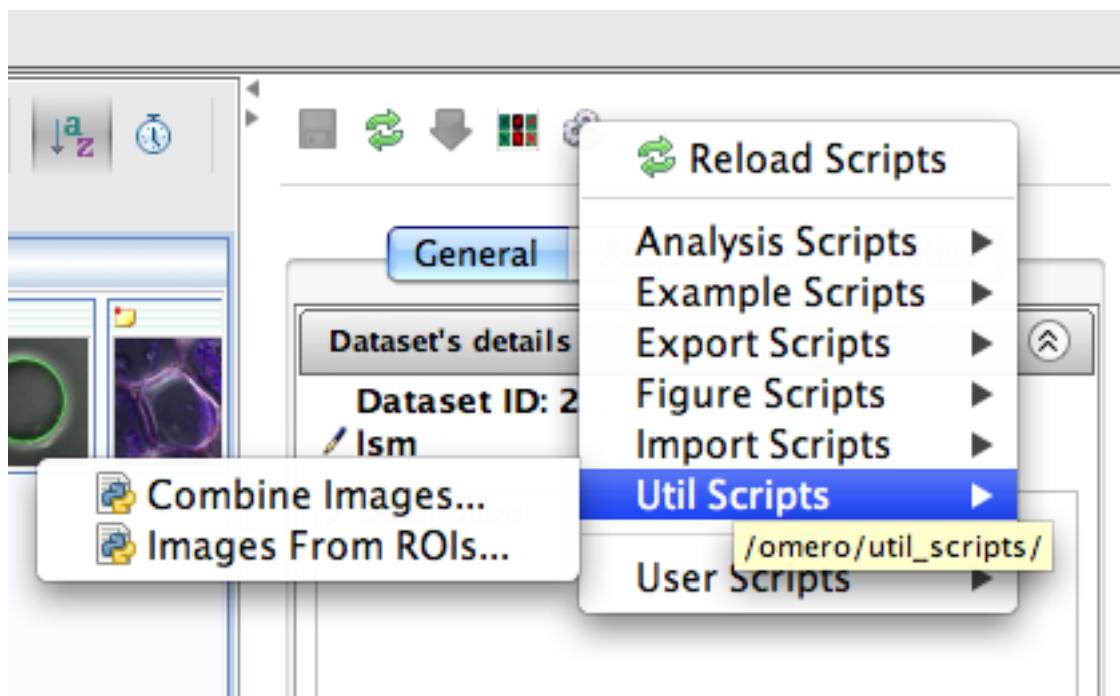 a
z
Reload Scripts
General
Analysis Scripts
Example Scripts
Dataset's details
Export Scripts
Dataset ID: 2
Figure Scripts
lsm
Import Scripts
Combine Images...
Util Scripts
Images From ROIs...
/omero/util_scripts/
User Scripts